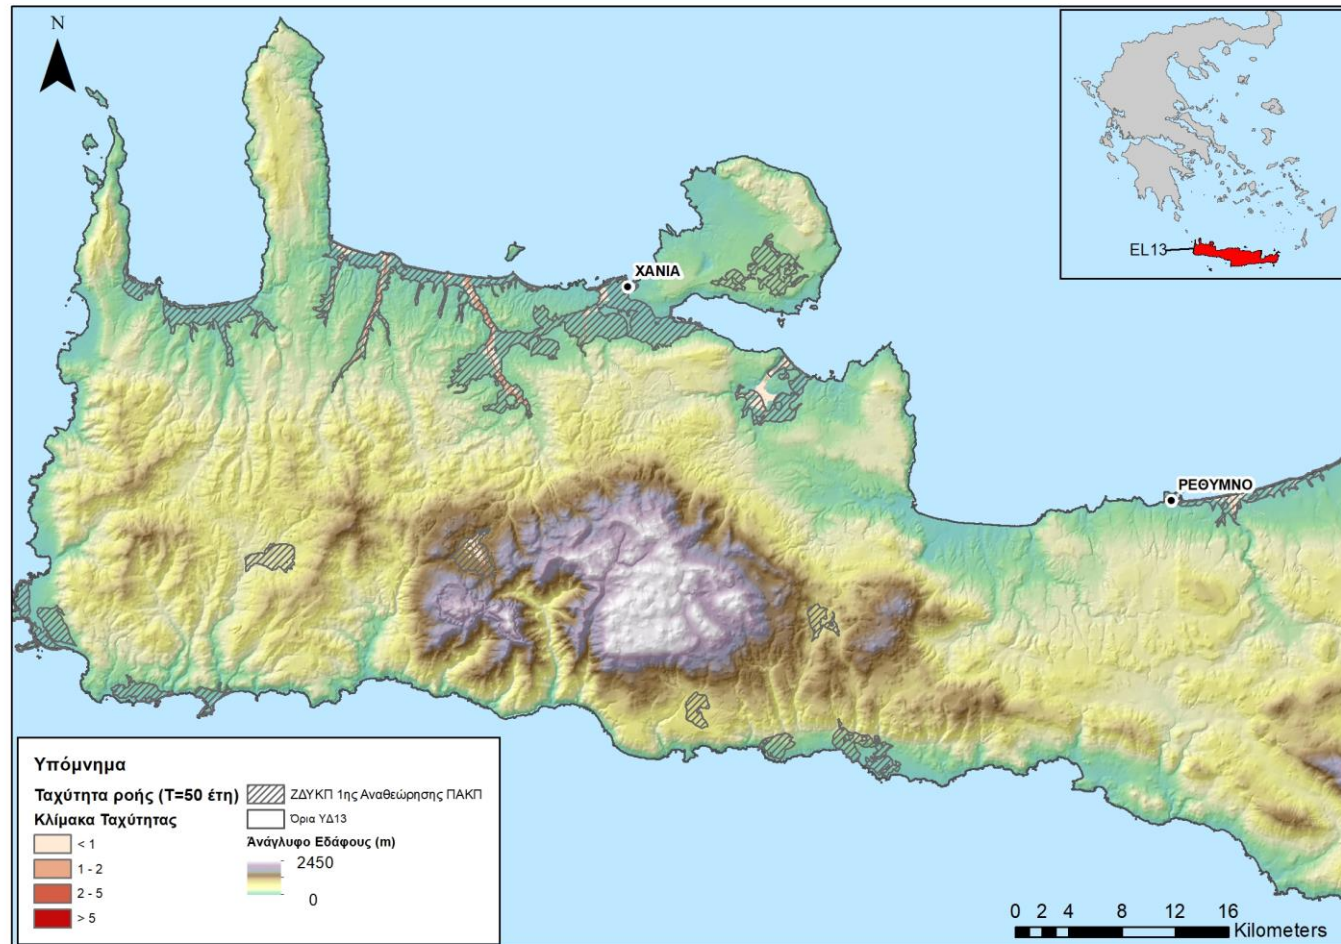 N
EL13
ΧΑΝΙΑ
ΡΕΘΥΜΝΟ
Υπόμνημα
Ταχύτητα ροής (Τ=50 έτη)
Κλίμακα Ταχύτητας
< 1
1 - 2
2 - 5
> 5
ΖΔΥΚΠ 1ης Αναθεώρησης ΠΑΚΠ
Όρια ΥΔ13
Άνάγλυφο Εδάφους (m)
2450
0
0 2 4 8 12 16
Kilometers